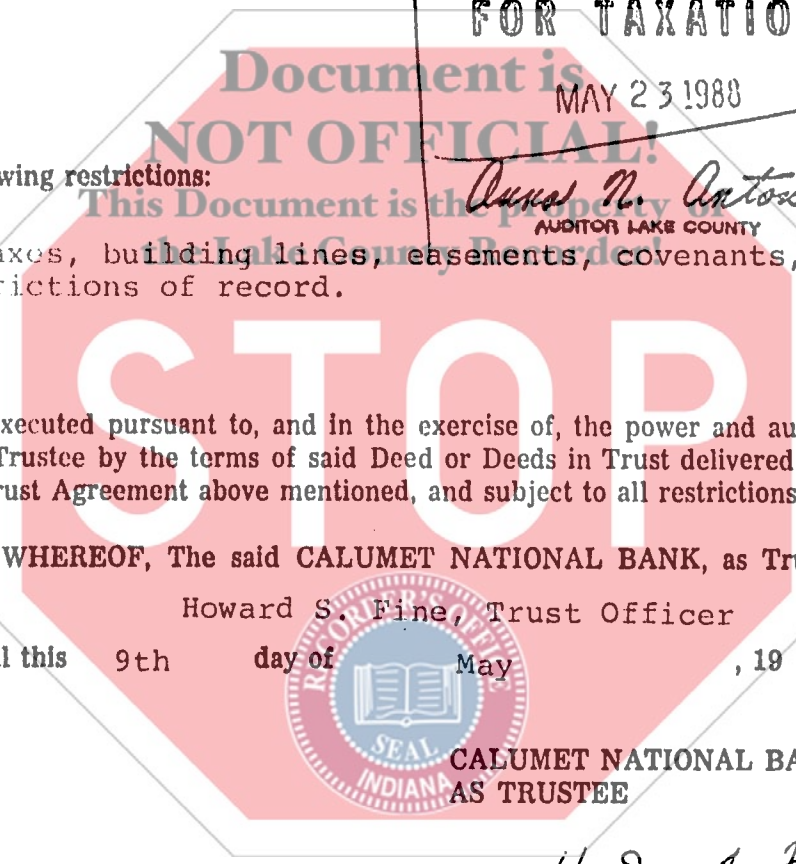 FOR TAXATIO
Document is
MAY 23 1988
NOT OFFICIAL!
wing restrictions:
This Document is the property of
the Lake County Recorder!
AUDITOR LAKE COUNTY
axes, building lines, easements, covenants,
rictions of record.
STOP
xecuted pursuant to, and in the exercise of, the power and au
Trustee by the terms of said Deed or Deeds in Trust delivered
rust Agreement above mentioned, and subject to all restrictions
WHEREOF, The said CALUMET NATIONAL BANK, as Tru
Howard S. Fine, Trust Officer
l this 9th day of May , 19
RECORDER'S OFFICE
SEAL
INDIANA
CALUMET NATIONAL BA
AS TRUSTEE